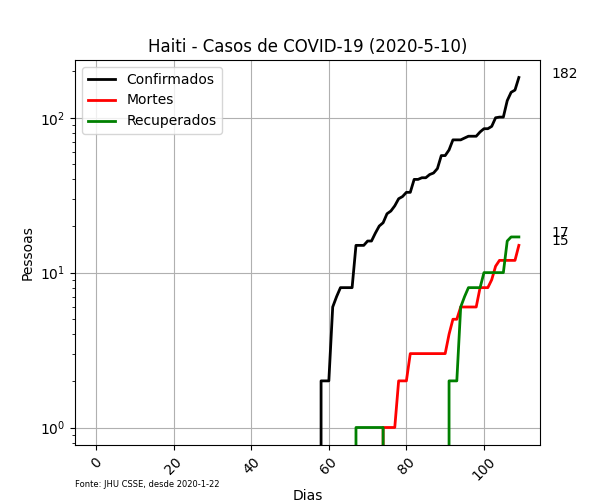 Haiti - Casos de COVID-19 (2020-5-10)
Confirmados
Mortes
Recuperados
182
17
15
10²
10¹
10⁰
Pessoas
0
20
40
60
80
100
Fonte: JHU CSSE, desde 2020-1-22
Dias